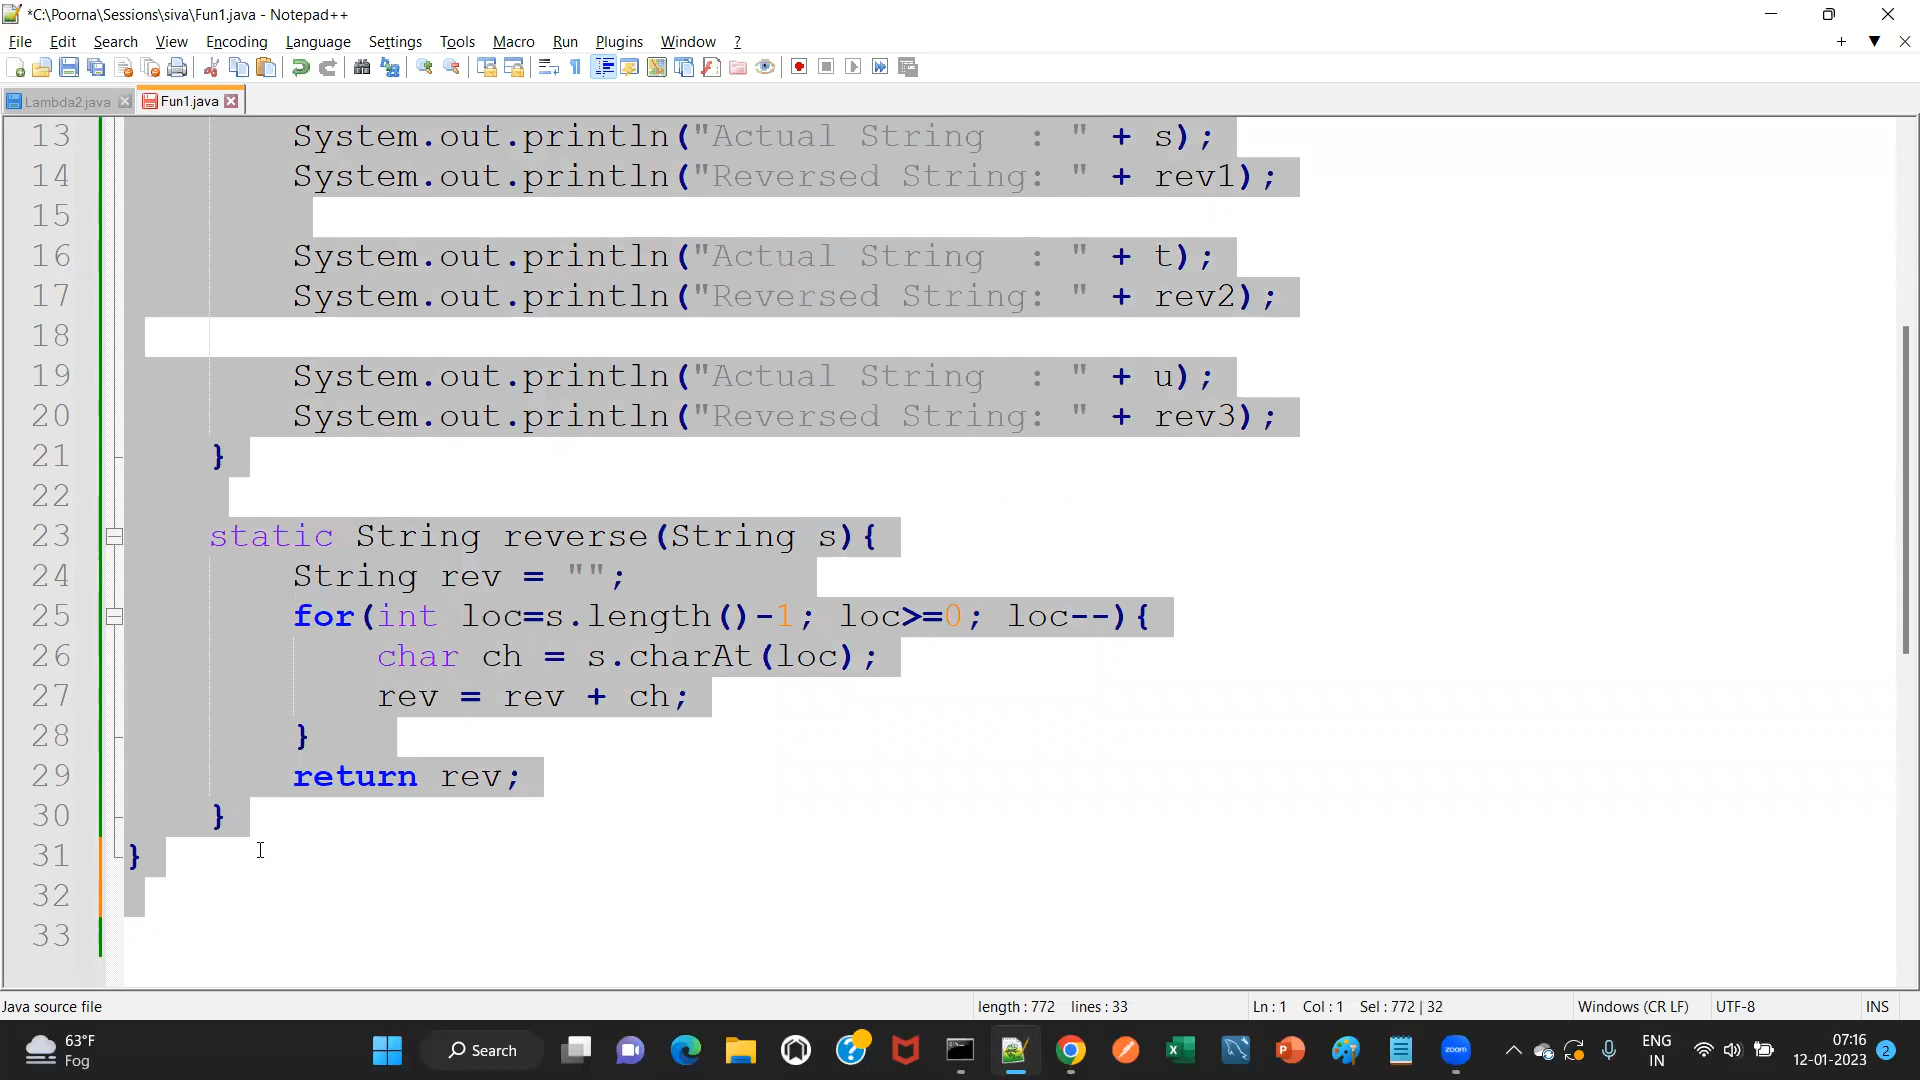 *C:\Poorna\Sessions\siva\Fun1.java - Notepad++
File Edit Search View Encoding Language Settings Tools Macro Run Plugins Window ?
Lambda2.java Fun1.java
13 System.out.println("Actual String  : " + s);
14 System.out.println("Reversed String: " + rev1);
15
16 System.out.println("Actual String  : " + t);
17 System.out.println("Reversed String: " + rev2);
18
19 System.out.println("Actual String  : " + u);
20 System.out.println("Reversed String: " + rev3);
21 }
22
23 static String reverse(String s){
24 String rev = "";
25 for(int loc=s.length()-1; loc>=0; loc--){
26 char ch = s.charAt(loc);
27 rev = rev + ch;
28 }
29 return rev;
30 }
31 }
32
33
Java source file length : 772 lines : 33 Ln : 1 Col : 1 Sel : 772 | 32 Windows (CR LF) UTF-8 INS
63°F
Fog
Search
zoom
ENG
IN
07:16
12-01-2023
2